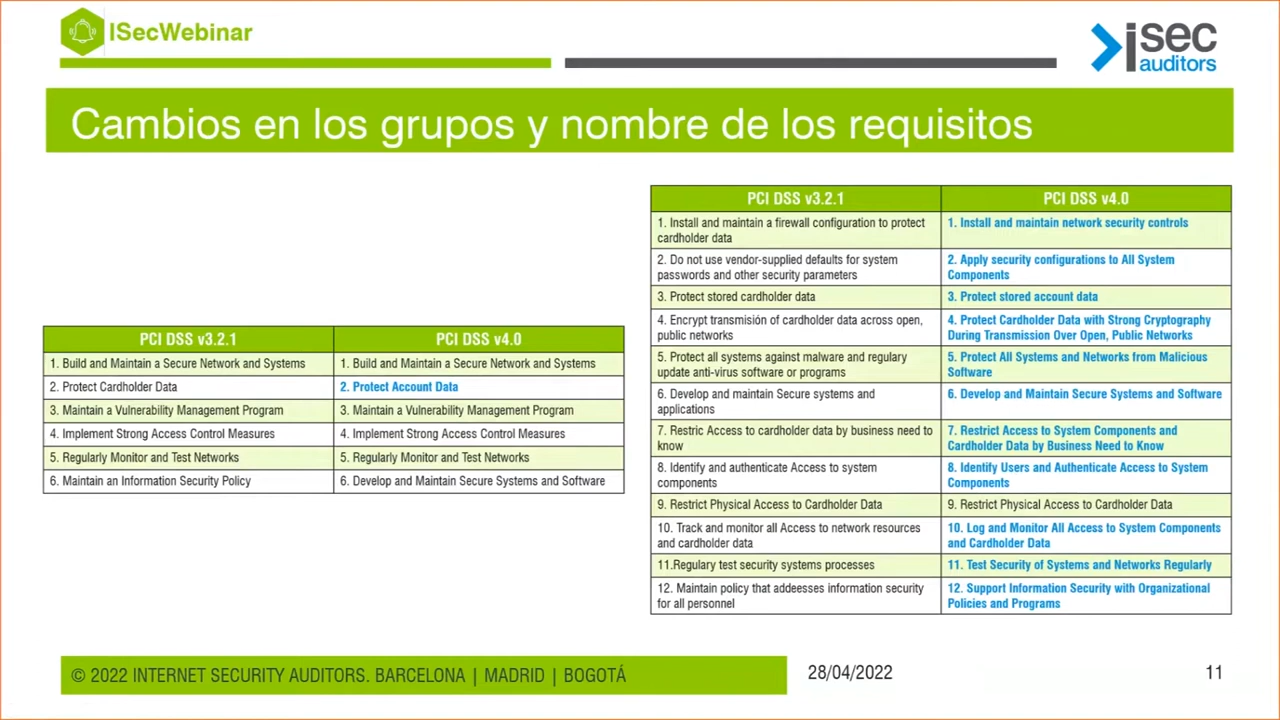 ISecWebinar
isec
auditors
Cambios en los grupos y nombre de los requisitos
PCI DSS v3.2.1
PCI DSS v4.0
1. Build and Maintain a Secure Network and Systems
1. Build and Maintain a Secure Network and Systems
2. Protect Cardholder Data
2. Protect Account Data
3. Maintain a Vulnerability Management Program
3. Maintain a Vulnerability Management Program
4. Implement Strong Access Control Measures
4. Implement Strong Access Control Measures
5. Regularly Monitor and Test Networks
5. Regularly Monitor and Test Networks
6. Maintain an Information Security Policy
6. Develop and Maintain Secure Systems and Software
PCI DSS v3.2.1
PCI DSS v4.0
1. Install and maintain a firewall configuration to protect
cardholder data
1. Install and maintain network security controls
2. Do not use vendor-supplied defaults for system
passwords and other security parameters
2. Apply security configurations to All System
Components
3. Protect stored cardholder data
3. Protect stored account data
4. Encrypt transmisión of cardholder data across open,
public networks
4. Protect Cardholder Data with Strong Cryptography
During Transmission Over Open, Public Networks
5. Protect all systems against malware and regulary
update anti-virus software or programs
5. Protect All Systems and Networks from Malicious
Software
6. Develop and maintain Secure systems and
applications
6. Develop and Maintain Secure Systems and Software
7. Restric Access to cardholder data by business need to
know
7. Restrict Access to System Components and
Cardholder Data by Business Need to Know
8. Identify and authenticate Access to system
components
8. Identify Users and Authenticate Access to System
Components
9. Restrict Physical Access to Cardholder Data
9. Restrict Physical Access to Cardholder Data
10. Track and monitor all Access to network resources
and cardholder data
10. Log and Monitor All Access to System Components
and Cardholder Data
11.Regulary test security systems processes
11. Test Security of Systems and Networks Regularly
12. Maintain policy that addeesses information security
for all personnel
12. Support Information Security with Organizational
Policies and Programs
© 2022 INTERNET SECURITY AUDITORS. BARCELONA | MADRID | BOGOTÁ
28/04/2022
11